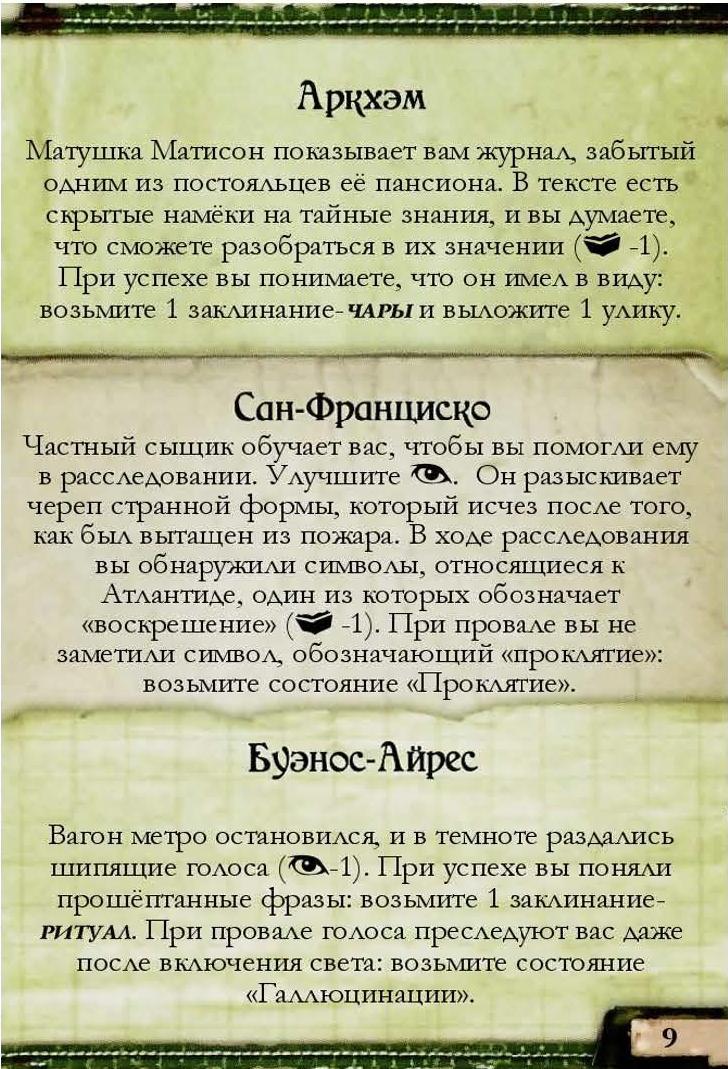 Аркхэм
Матушка Матисон показывает вам журнал, забытый
одним из постояльцев её пансиона. В тексте есть
скрытые намёки на тайные знания, и вы думаете,
что сможете разобраться в их значении ( -1).
При успехе вы понимаете, что он имел в виду:
возьмите 1 заклинание-ЧАРЫ и выложите 1 улику.
Сан-Франциско
Частный сыщик обучает вас, чтобы вы помогли ему
в расследовании. Улучшите . Он разыскивает
череп странной формы, который исчез после того,
как был вытащен из пожара. В ходе расследования
вы обнаружили символы, относящиеся к
Атлантиде, один из которых обозначает
«воскрешение» ( -1). При провале вы не
заметили символ, обозначающий «проклятие»:
возьмите состояние «Проклятие».
Буэнос-Айрес
Вагон метро остановился, и в темноте раздались
шипящие голоса ( -1). При успехе вы поняли
прошёптанные фразы: возьмите 1 заклинание-
РИТУАЛ. При провале голоса преследуют вас даже
после включения света: возьмите состояние
«Галлюцинации».
9